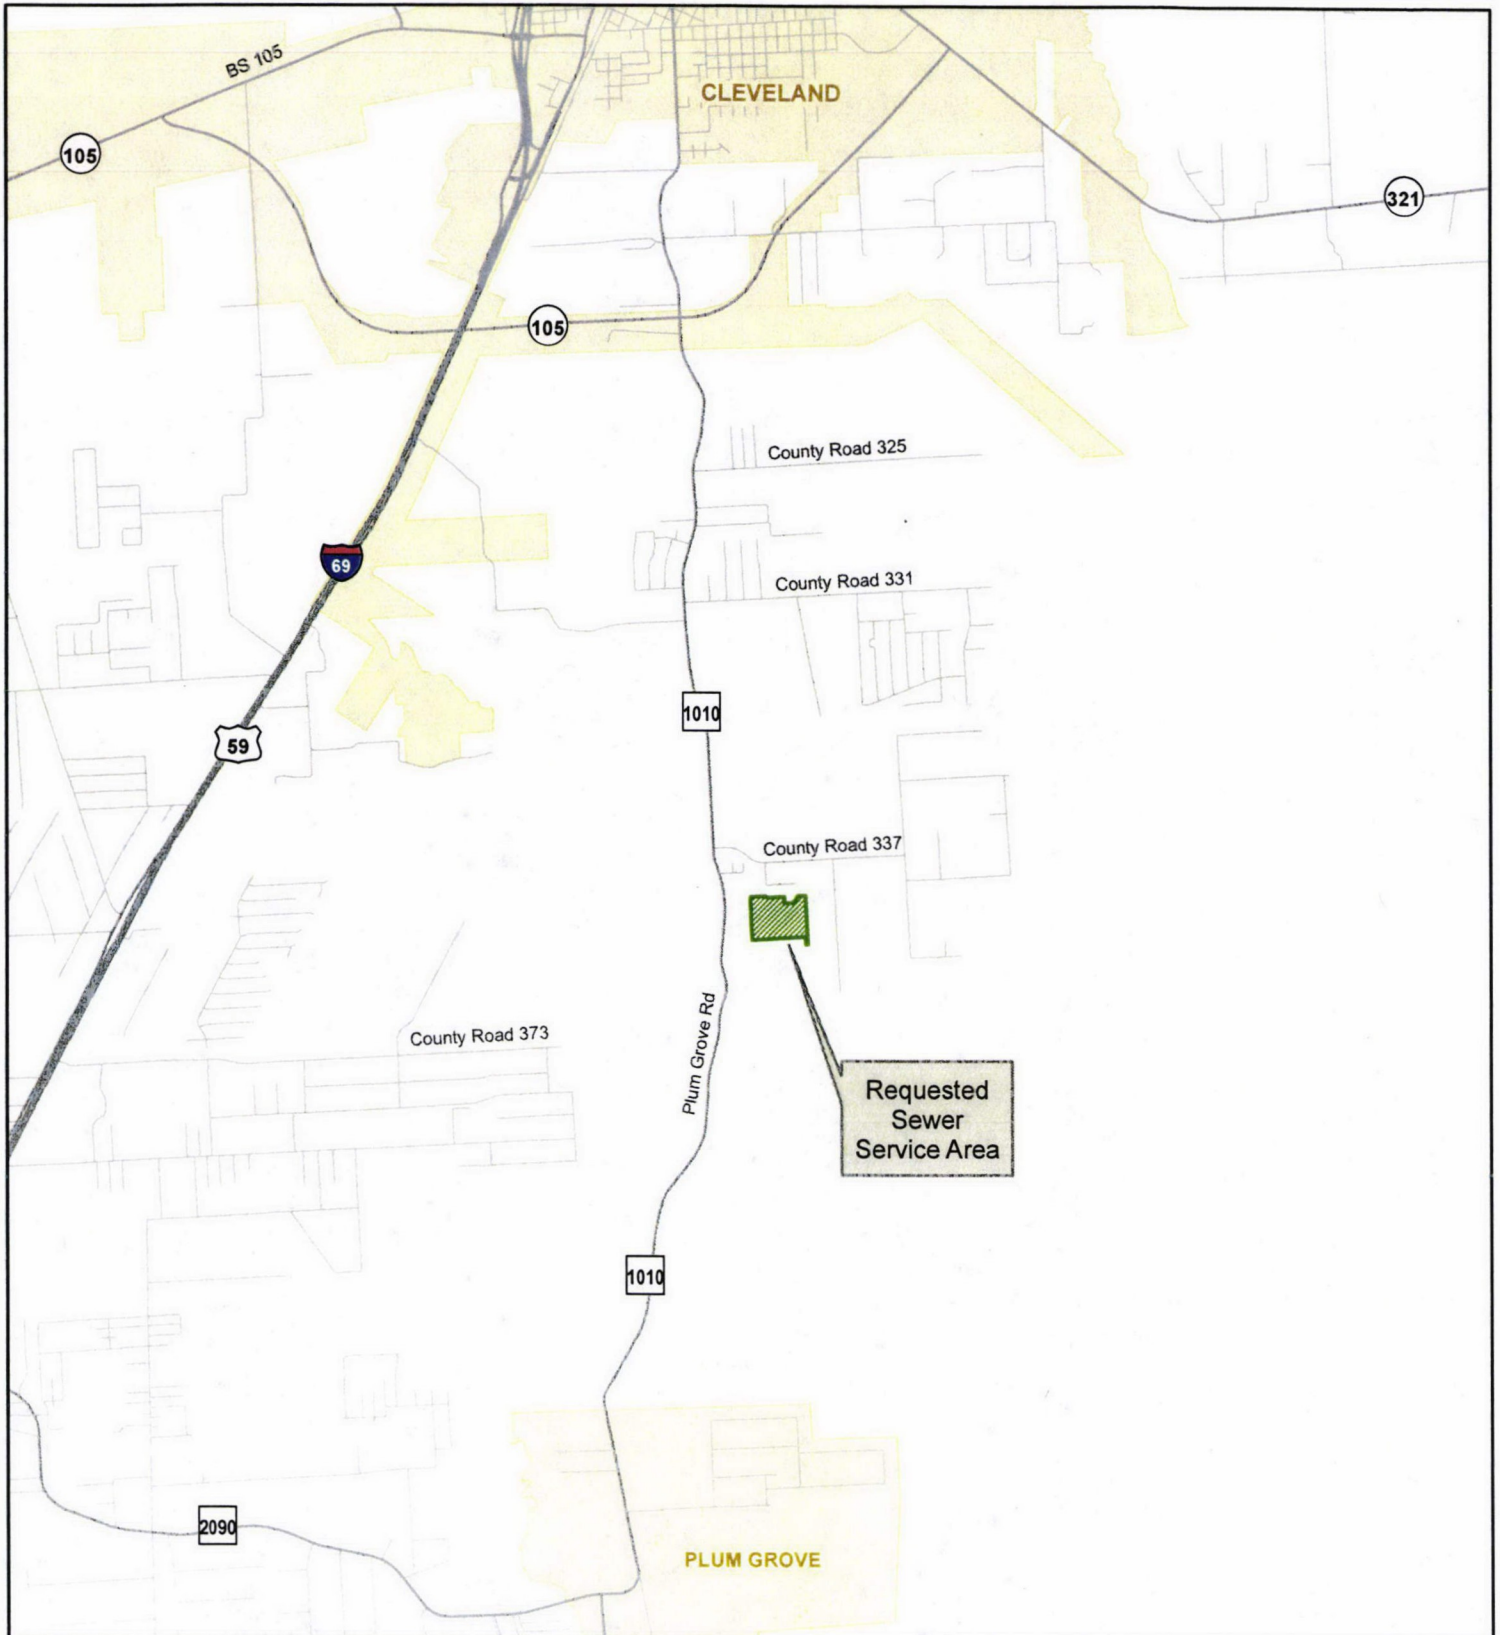 BS 105
CLEVELAND
105
321
105
County Road 325
69
County Road 331
1010
59
County Road 337
Plum Grove Rd
County Road 373
Requested
Sewer
Service Area
1010
2090
PLUM GROVE